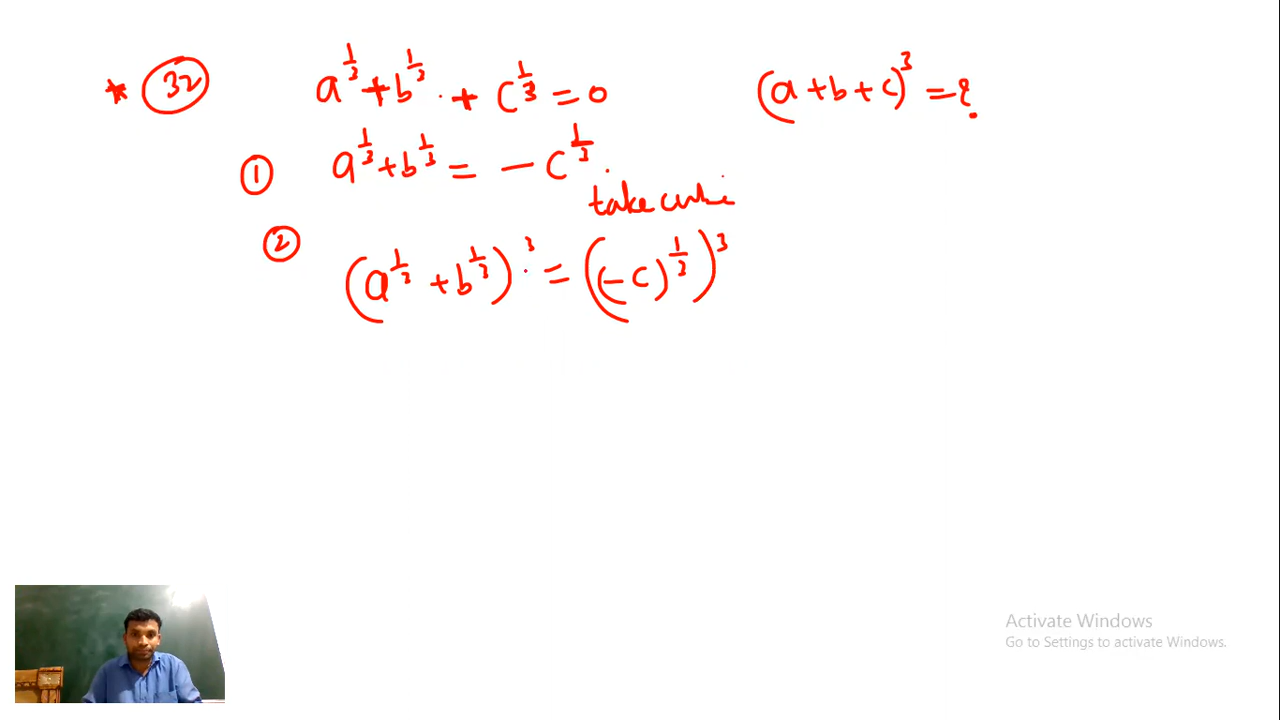 * 32 a^{1/3} + b^{1/3} + c^{1/3} = 0 (a + b + c)^3 = ?
① a^{1/3} + b^{1/3} = - c^{1/3}.
take cube
② (a^{1/3} + b^{1/3})^3 = ((-c)^{1/3})^3
Activate Windows
Go to Settings to activate Windows.